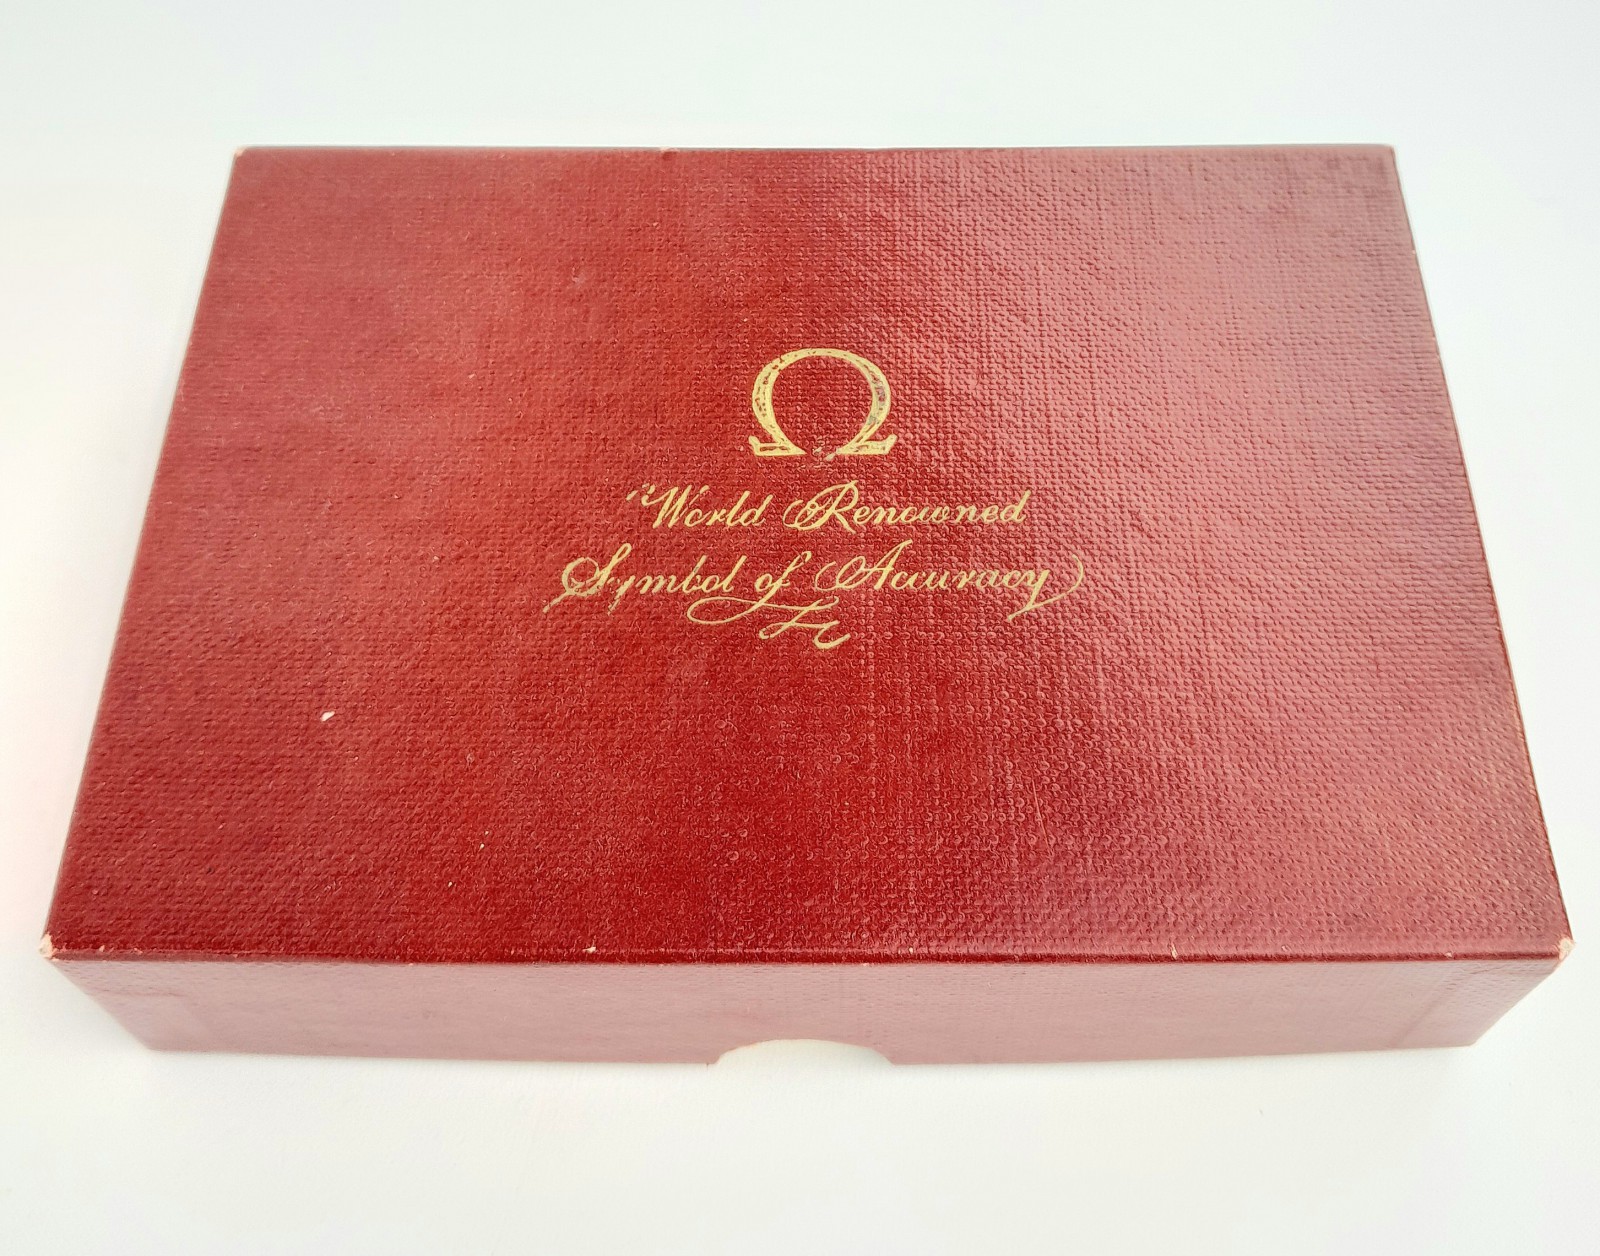 Ω
"World Renowned
Symbol of Accuracy